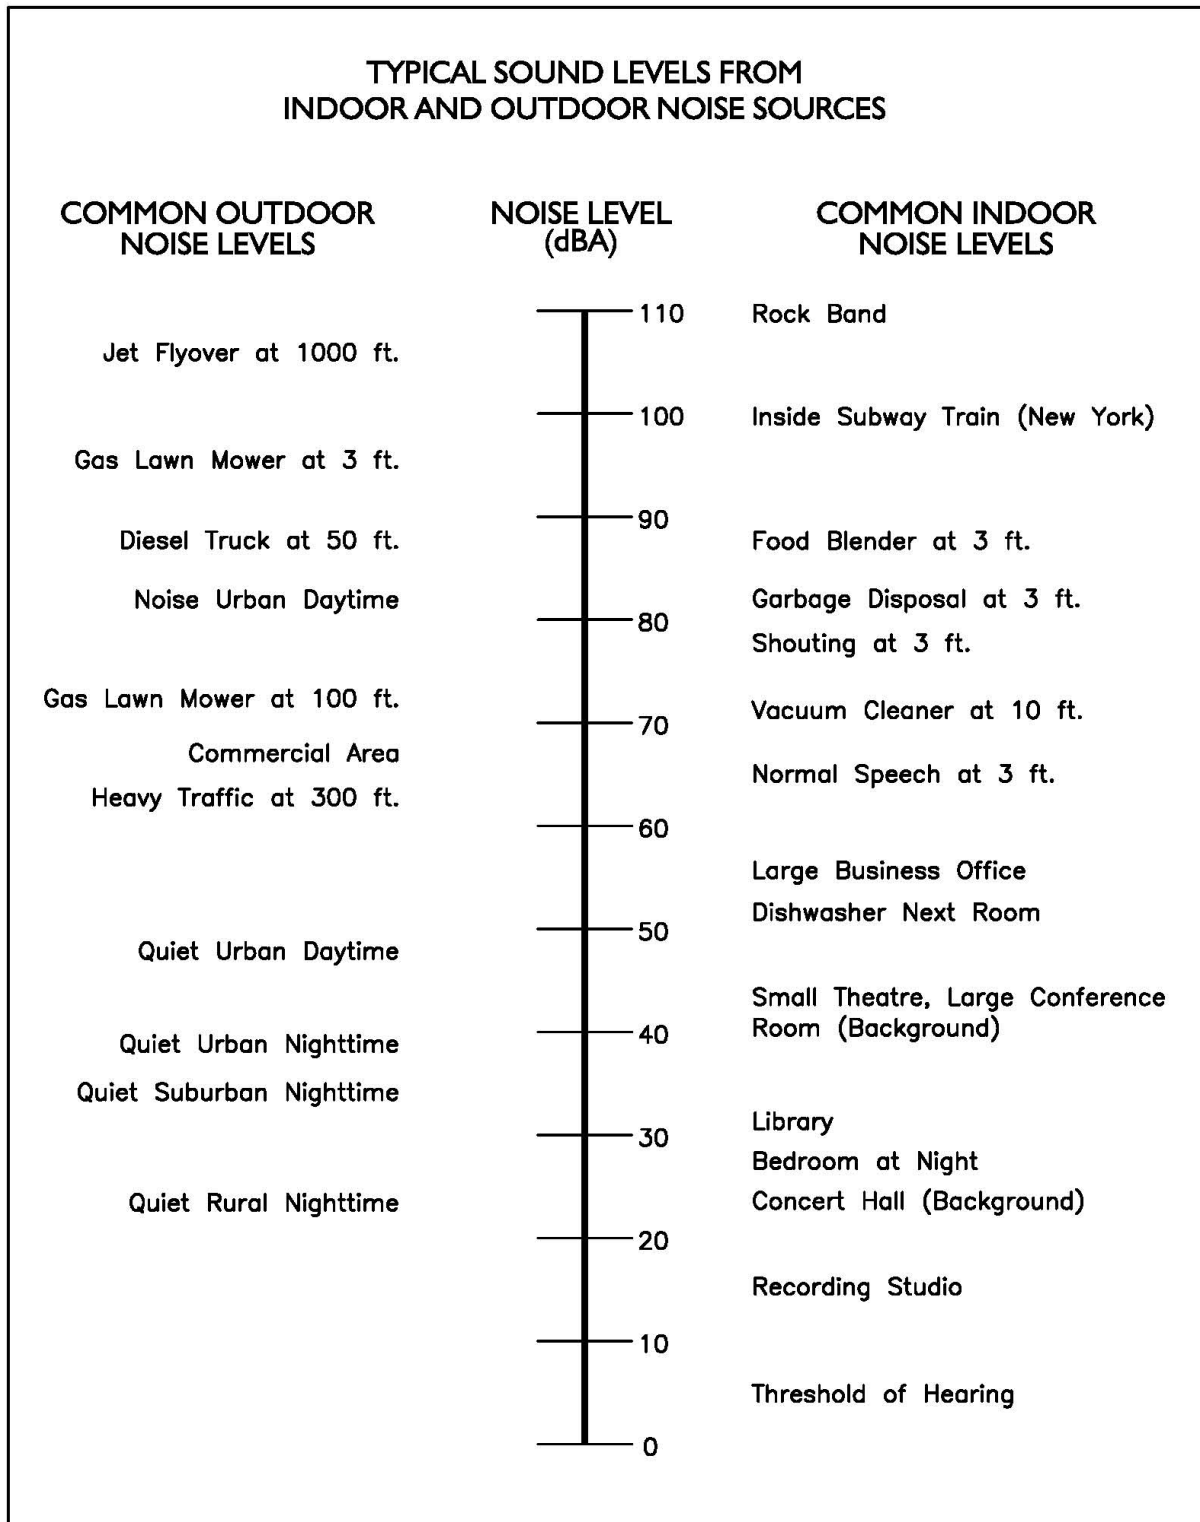 TYPICAL SOUND LEVELS FROM
INDOOR AND OUTDOOR NOISE SOURCES
COMMON OUTDOOR
NOISE LEVELS
NOISE LEVEL
(dBA)
COMMON INDOOR
NOISE LEVELS
110
Rock Band
Jet Flyover at 1000 ft.
100
Inside Subway Train (New York)
Gas Lawn Mower at 3 ft.
90
Diesel Truck at 50 ft.
Food Blender at 3 ft.
Noise Urban Daytime
Garbage Disposal at 3 ft.
80
Shouting at 3 ft.
Gas Lawn Mower at 100 ft.
Vacuum Cleaner at 10 ft.
70
Commercial Area
Normal Speech at 3 ft.
Heavy Traffic at 300 ft.
60
Large Business Office
Dishwasher Next Room
50
Quiet Urban Daytime
Small Theatre, Large Conference
Room (Background)
40
Quiet Urban Nighttime
Quiet Suburban Nighttime
Library
30
Bedroom at Night
Quiet Rural Nighttime
Concert Hall (Background)
20
Recording Studio
10
Threshold of Hearing
0